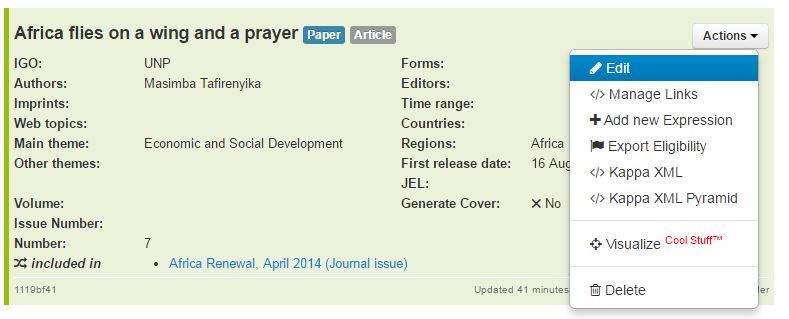 Africa flies on a wing and a prayer Paper Article
Actions
IGO: UNP
Authors: Masimba Tafirenyika
Imprints:
Web topics:
Main theme: Economic and Social Development
Other themes:
Volume:
Issue Number:
Number: 7
included in • Africa Renewal, April 2014 (Journal issue)
Forms:
Editors:
Time range:
Countries:
Regions: Africa
First release date: 16 Aug
JEL:
Generate Cover: ✕ No
Edit
</> Manage Links
Add new Expression
Export Eligibility
</> Kappa XML
</> Kappa XML Pyramid
Visualize Cool Stuff™
Delete
1119bf41
Updated 41 minutes